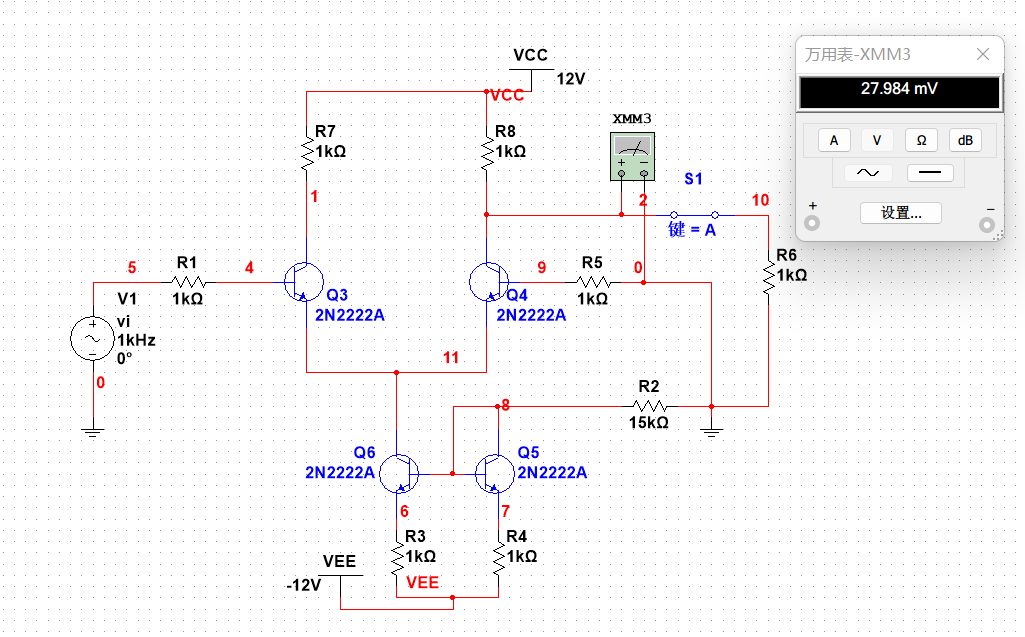 万用表-XMM3
27.984 mV
A
V
Ω
dB
+
设置...
−
VCC
12V
VCC
R7
1kΩ
R8
1kΩ
XMM3
+
−
S1
键 = A
1
2
10
5
R1
1kΩ
4
Q3
2N2222A
Q4
2N2222A
9
R5
1kΩ
0
R6
1kΩ
V1
vi
1kHz
0°
+
−
0
11
8
R2
15kΩ
Q6
2N2222A
Q5
2N2222A
6
7
R3
1kΩ
R4
1kΩ
VEE
-12V
VEE